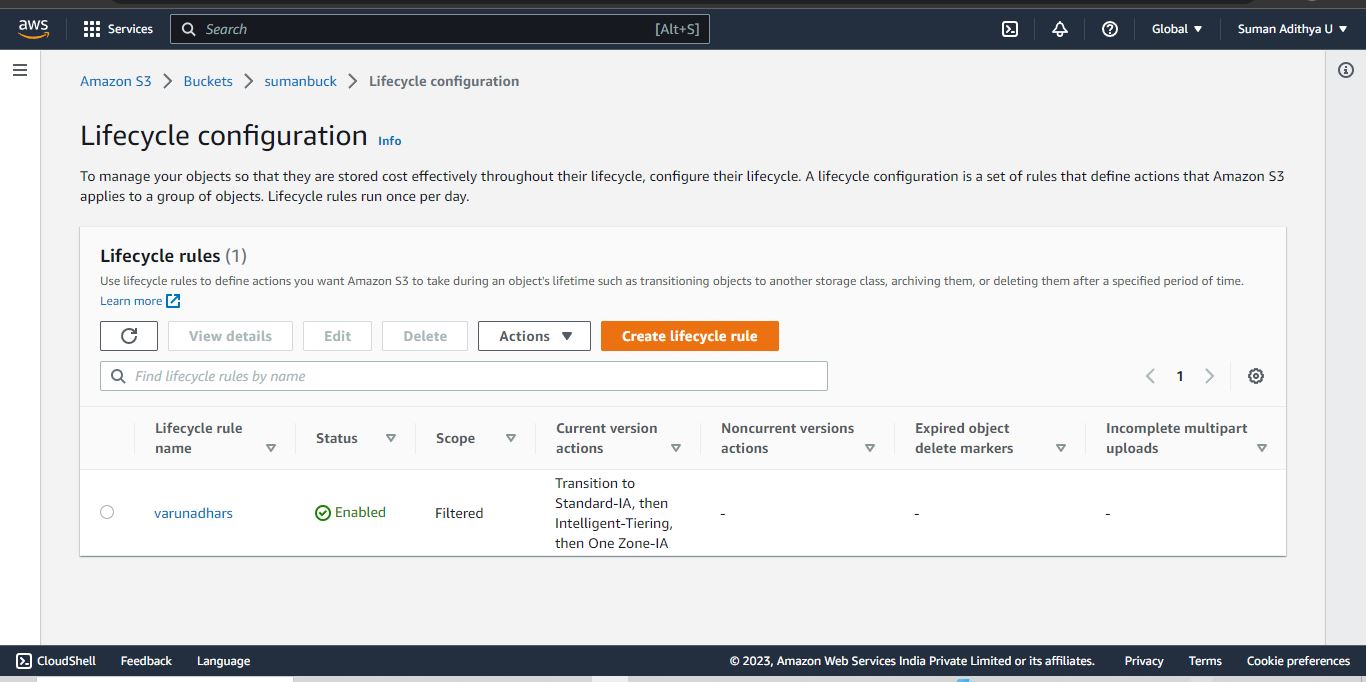 aws
Services
Search
[Alt+S]
Global
Suman Adithya U
Amazon S3
Buckets
sumanbuck
Lifecycle configuration
Lifecycle configuration Info
To manage your objects so that they are stored cost effectively throughout their lifecycle, configure their lifecycle. A lifecycle configuration is a set of rules that define actions that Amazon S3
applies to a group of objects. Lifecycle rules run once per day.
Lifecycle rules (1)
Use lifecycle rules to define actions you want Amazon S3 to take during an object's lifetime such as transitioning objects to another storage class, archiving them, or deleting them after a specified period of time.
Learn more
View details
Edit
Delete
Actions
Create lifecycle rule
Find lifecycle rules by name
1
Lifecycle rule
name
Status
Scope
Current version
actions
Noncurrent versions
actions
Expired object
delete markers
Incomplete multipart
uploads
varunadhars
Enabled
Filtered
Transition to
Standard-IA, then
Intelligent-Tiering,
then One Zone-IA
-
-
-
CloudShell
Feedback
Language
© 2023, Amazon Web Services India Private Limited or its affiliates.
Privacy
Terms
Cookie preferences